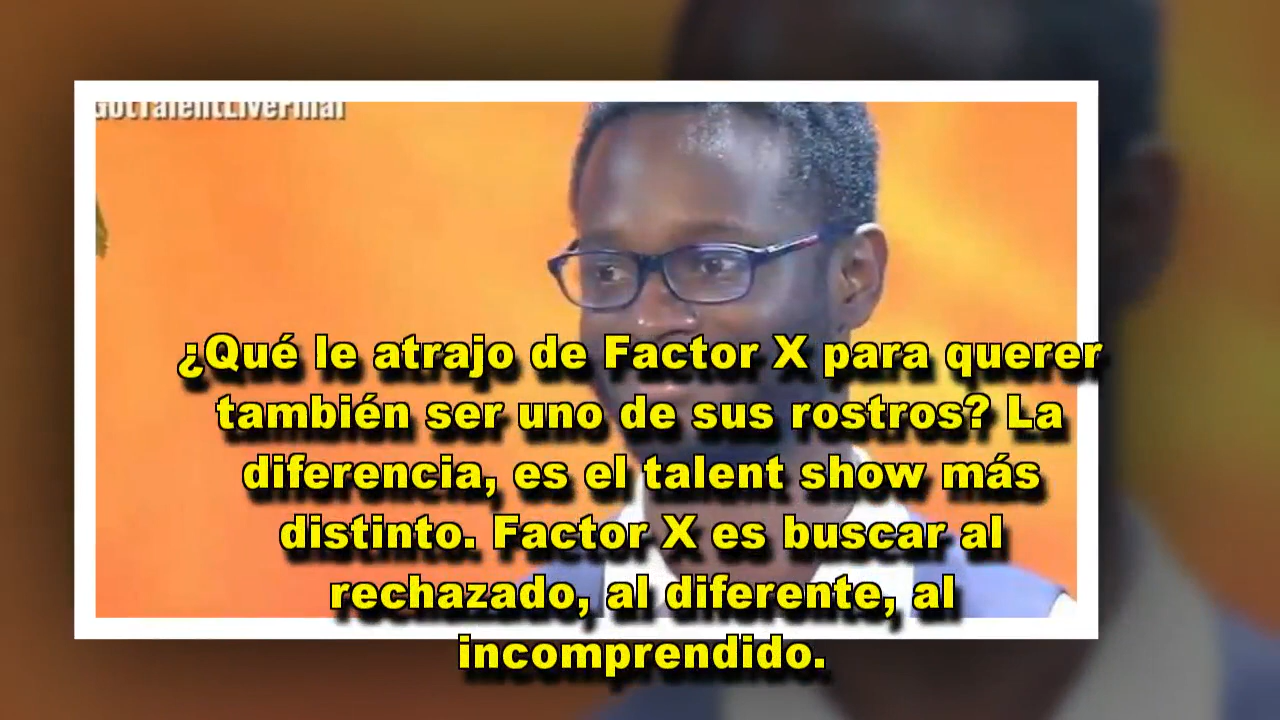 GotTalentLiveFinal
¿Qué le atrajo de Factor X para querer
también ser uno de sus rostros? La
diferencia, es el talent show más
distinto. Factor X es buscar al
rechazado, al diferente, al
incomprendido.